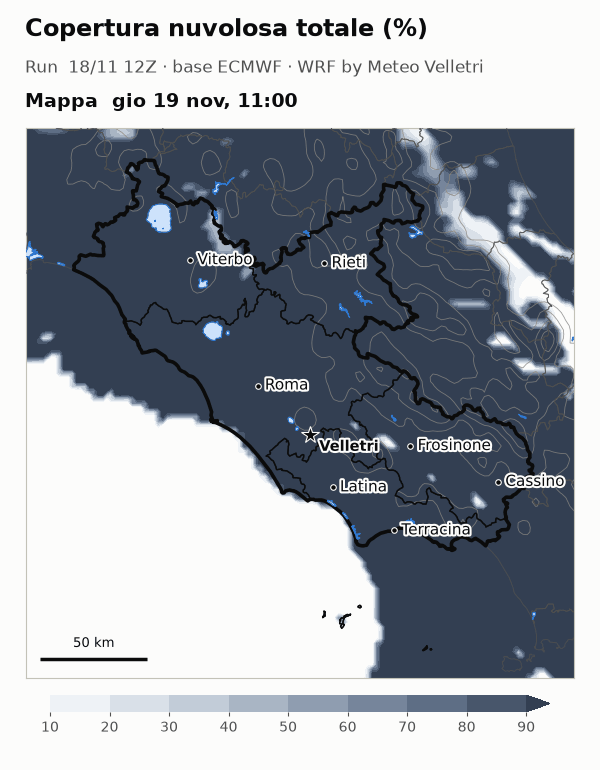 Copertura nuvolosa totale (%)
Run  18/11 12Z · base ECMWF · WRF by Meteo Velletri
Mappa  gio 19 nov, 11:00
Viterbo
Rieti
Roma
Velletri
Frosinone
Cassino
Latina
Terracina
50 km
10 20 30 40 50 60 70 80 90